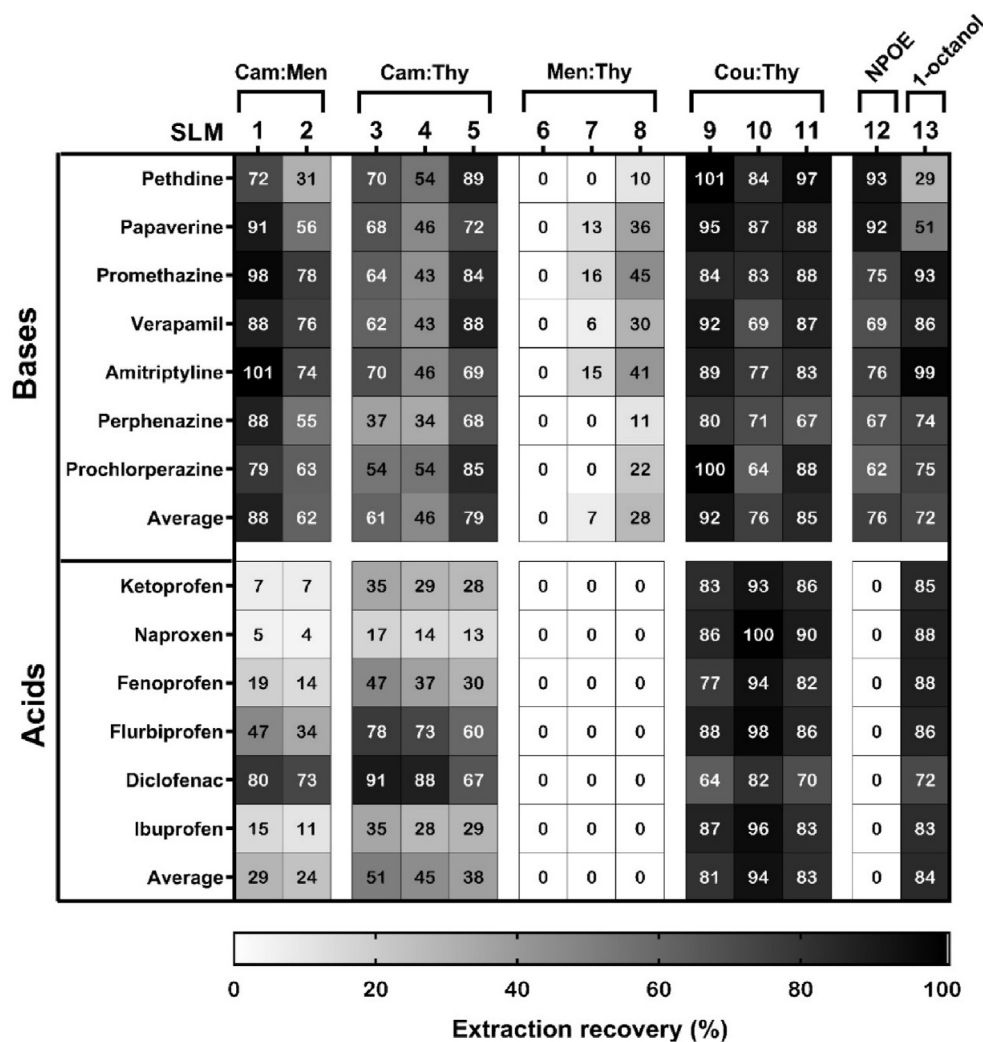 Cam:Men Cam:Thy Men:Thy Cou:Thy NPOE 1-octanol
SLM 1 2 3 4 5 6 7 8 9 10 11 12 13
Bases
Pethdine 72 31 70 54 89 0 0 10 101 84 97 93 29
Papaverine 91 56 68 46 72 0 13 36 95 87 88 92 51
Promethazine 98 78 64 43 84 0 16 45 84 83 88 75 93
Verapamil 88 76 62 43 88 0 6 30 92 69 87 69 86
Amitriptyline 101 74 70 46 69 0 15 41 89 77 83 76 99
Perphenazine 88 55 37 34 68 0 0 11 80 71 67 67 74
Prochlorperazine 79 63 54 54 85 0 0 22 100 64 88 62 75
Average 88 62 61 46 79 0 7 28 92 76 85 76 72
Acids
Ketoprofen 7 7 35 29 28 0 0 0 83 93 86 0 85
Naproxen 5 4 17 14 13 0 0 0 86 100 90 0 88
Fenoprofen 19 14 47 37 30 0 0 0 77 94 82 0 88
Flurbiprofen 47 34 78 73 60 0 0 0 88 98 86 0 86
Diclofenac 80 73 91 88 67 0 0 0 64 82 70 0 72
Ibuprofen 15 11 35 28 29 0 0 0 87 96 83 0 83
Average 29 24 51 45 38 0 0 0 81 94 83 0 84
0 20 40 60 80 100
Extraction recovery (%)